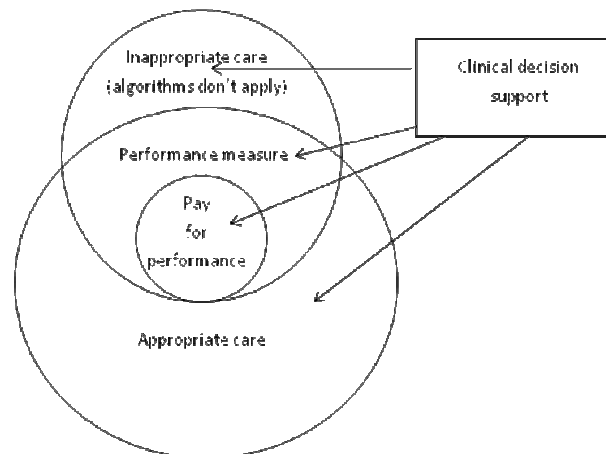 Inappropriate care
(algorithms don't apply)
Clinical decision
support
Performance measure
Pay
for
performance
Appropriate care